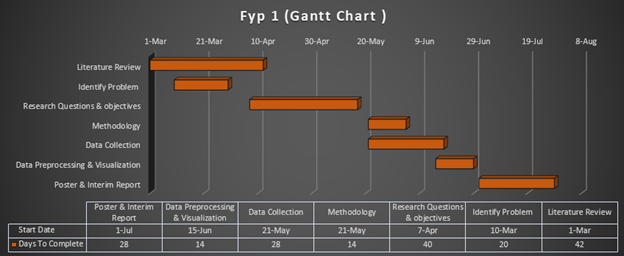 Fyp 1 (Gantt Chart )
1-Mar 21-Mar 10-Apr 30-Apr 20-May 9-Jun 29-Jun 19-Jul 8-Aug
Literature Review
Identify Problem
Research Questions & objectives
Methodology
Data Collection
Data Preprocessing & Visualization
Poster & Interim Report
Poster & Interim Data Preprocessing Data Collection Methodology Research Questions Identify Problem Literature Review
Report & Visualization & objectives
Start Date 1-Jul 15-Jun 21-May 21-May 7-Apr 10-Mar 1-Mar
Days To Complete 28 14 28 14 40 20 42